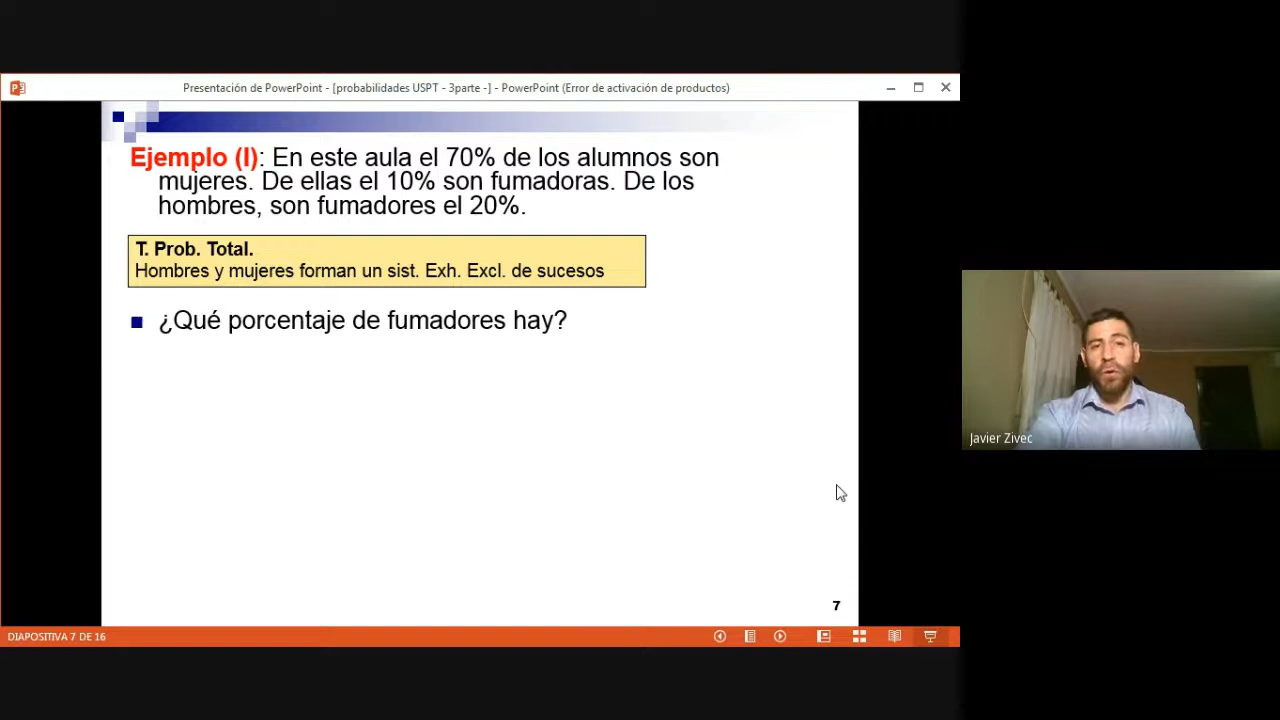 Presentación de PowerPoint - [probabilidades USPT - 3parte -] - PowerPoint (Error de activación de productos)
Ejemplo (I): En este aula el 70% de los alumnos son
mujeres. De ellas el 10% son fumadoras. De los
hombres, son fumadores el 20%.
T. Prob. Total.
Hombres y mujeres forman un sist. Exh. Excl. de sucesos
¿Qué porcentaje de fumadores hay?
7
DIAPOSITIVA 7 DE 16
Javier Zivec